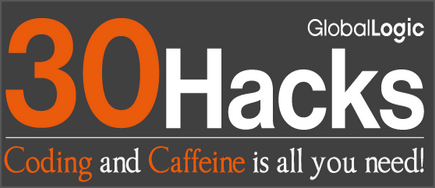 GlobalLogic
30Hacks
Coding and Caffeine is all you need!